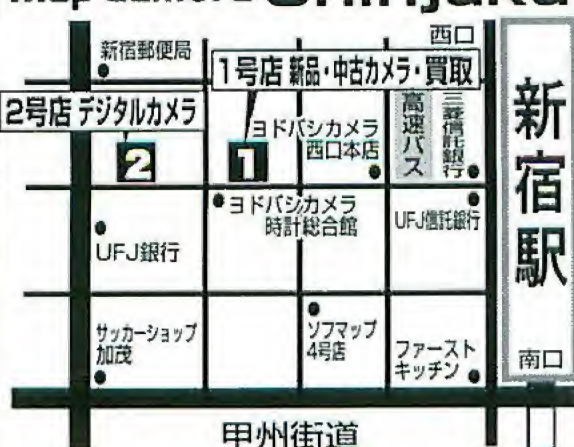 Shinjuku
西口
新宿郵便局
1号店 新品・中古カメラ・買取
2号店 デジタルカメラ
ヨドバシカメラ
西口本店
高速バス
三菱信託銀行
新宿駅
2
1
ヨドバシカメラ
時計総合館
UFJ信託銀行
UFJ銀行
サッカーショップ
加茂
ソフマップ
4号店
ファースト
キッチン
南口
甲州街道